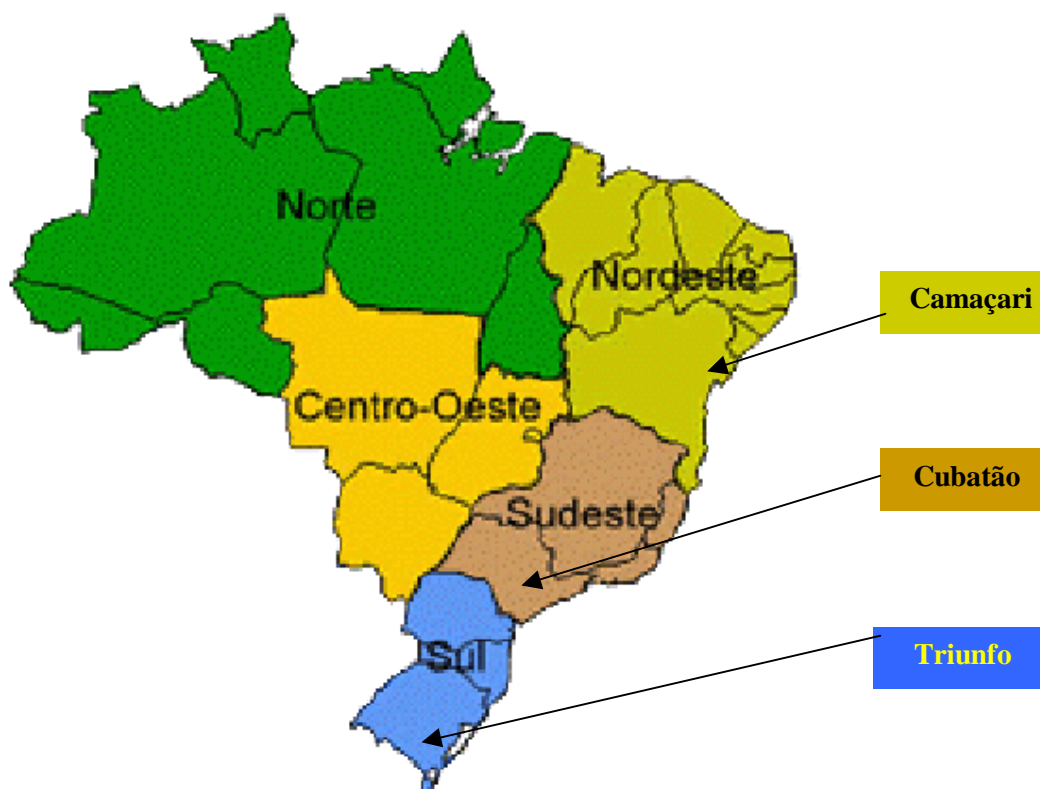 Norte
Nordeste
Camaçari
Centro-Oeste
Cubatão
Sudeste
Triunfo
Sul